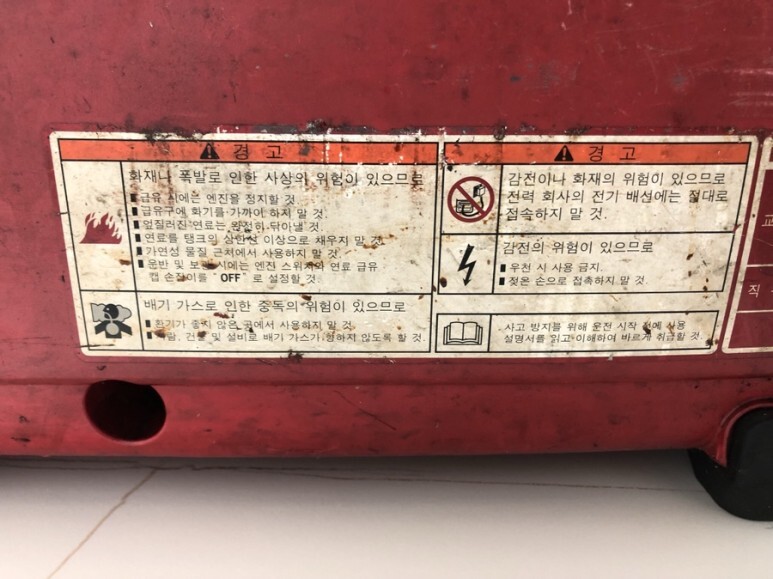 경 고
화재나 폭발로 인한 사상의 위험이 있으므로
급유 시에는 엔진을 정지할 것
급유구에 화기를 가까이 하지 말 것.
엎질러진 연료는 완전히 닦아낼 것.
연료를 탱크의 상한선 이상으로 채우지 말 것.
가연성 물질 근처에서 사용하지 말 것.
운반 및 보관 시에는 엔진 스위치와 연료 급유
캡 손잡이를 "OFF" 로 설정할 것.
배기 가스로 인한 중독의 위험이 있으므로
환기가 좋지 않은 곳에서 사용하지 말 것
사람, 건물 및 설비로 배기 가스가 향하지 않도록 할 것.
경 고
감전이나 화재의 위험이 있으므로
전력 회사의 전기 배선에는 절대로
접속하지 말 것.
감전의 위험이 있으므로
우천 시 사용 금지.
젖은 손으로 접촉하지 말 것
사고 방지를 위해 운전 시작 전에 사용
설명서를 읽고 이해하여 바르게 취급할 것.
교
직